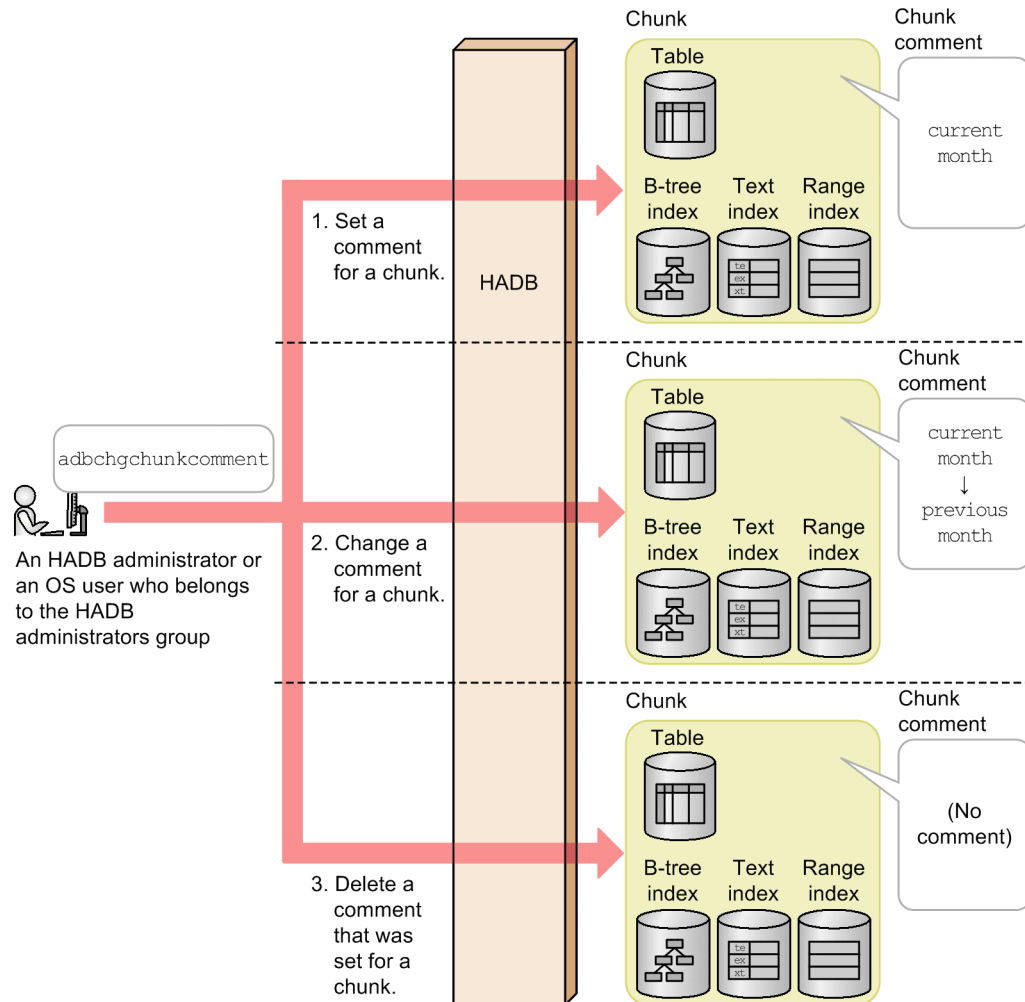 Chunk
Chunk
comment
Table
current
month
B-tree
index
Text
index
Range
index
te
ex
xt
1. Set a
comment
for a chunk.
HADB
Chunk
Chunk
comment
Table
current
month
↓
previous
month
B-tree
index
Text
index
Range
index
te
ex
xt
adbchgchunkcomment
An HADB administrator or
an OS user who belongs
to the HADB
administrators group
2. Change a
comment
for a chunk.
Chunk
Chunk
comment
Table
(No
comment)
B-tree
index
Text
index
Range
index
te
ex
xt
3. Delete a
comment
that was
set for a
chunk.